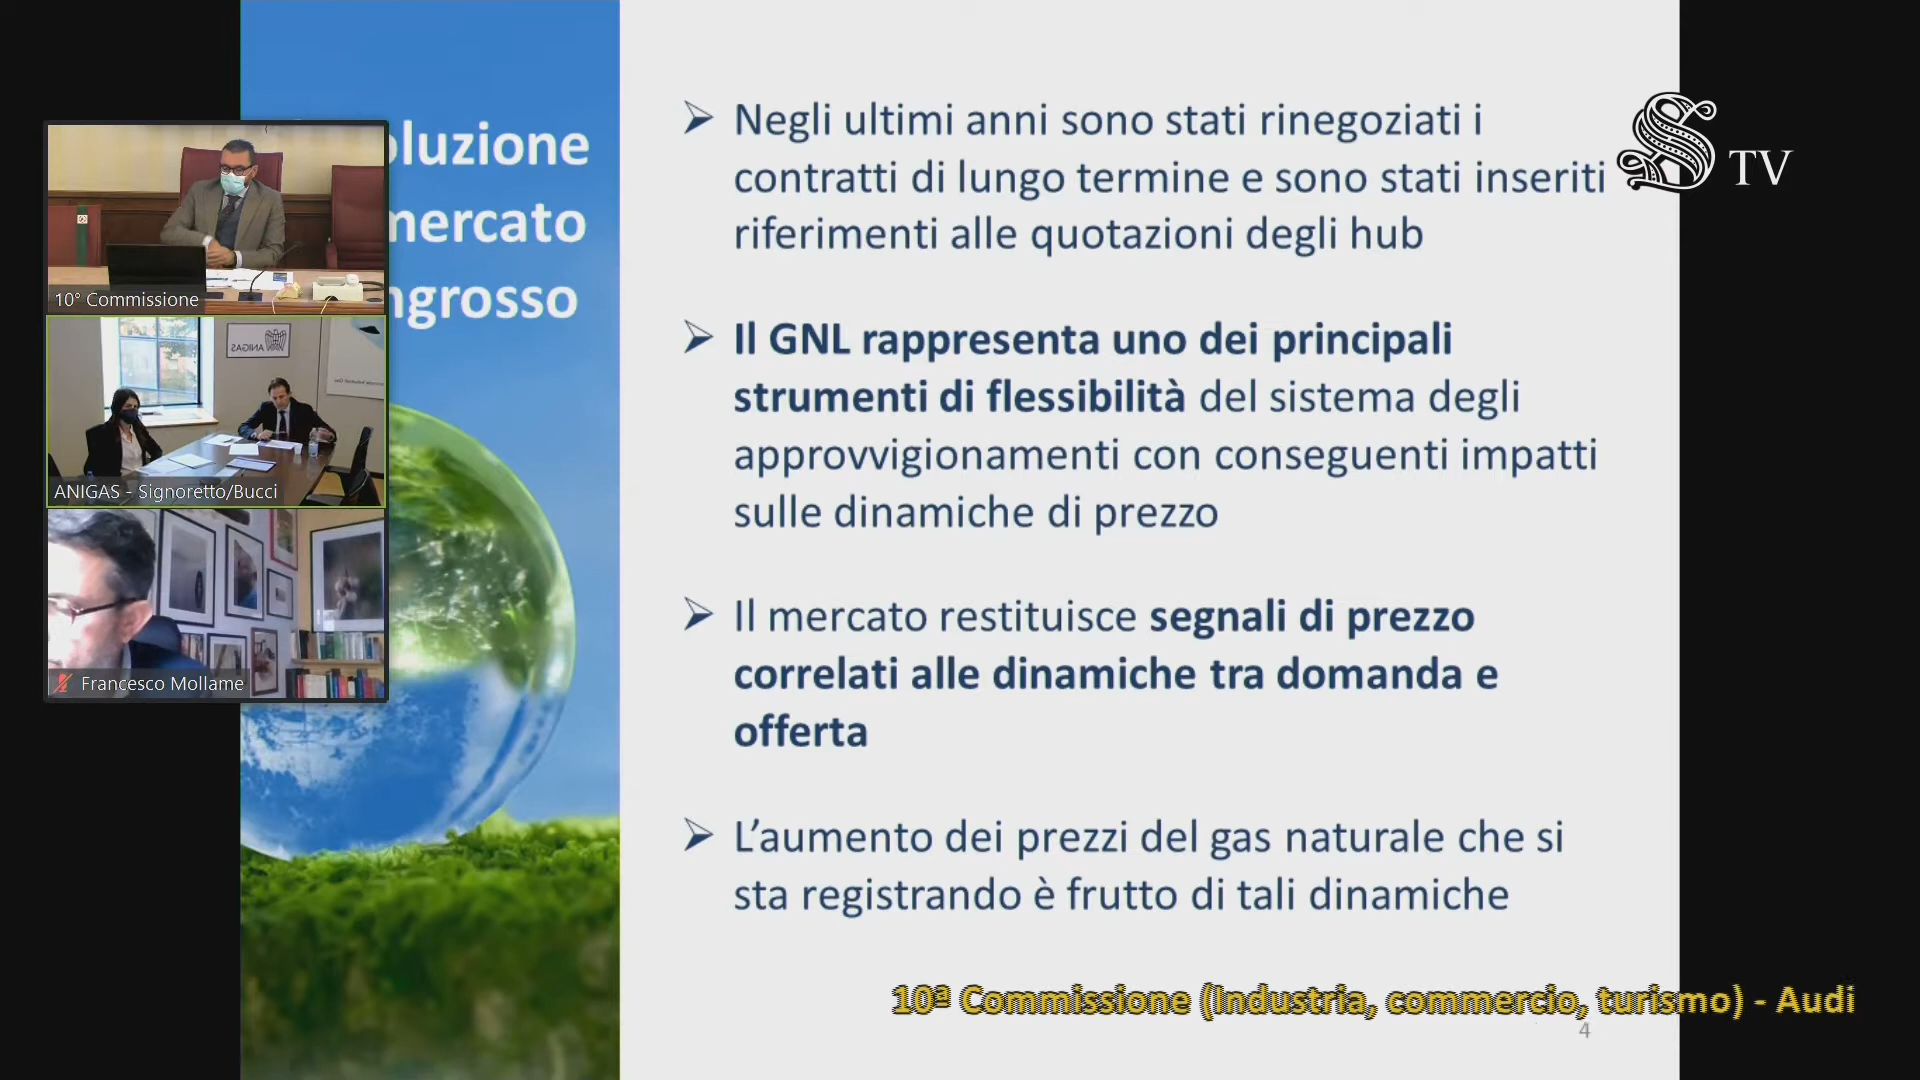 oluzione
mercato
ngrosso
Negli ultimi anni sono stati rinegoziati i
contratti di lungo termine e sono stati inseriti
riferimenti alle quotazioni degli hub
Il GNL rappresenta uno dei principali
strumenti di flessibilità del sistema degli
approvvigionamenti con conseguenti impatti
sulle dinamiche di prezzo
Il mercato restituisce segnali di prezzo
correlati alle dinamiche tra domanda e
offerta
L’aumento dei prezzi del gas naturale che si
sta registrando è frutto di tali dinamiche
4
S TV
10° Commissione
ANIGAS
ANIGAS - Signoretto/Bucci
Francesco Mollame
10ª Commissione (Industria, commercio, turismo) - Audi